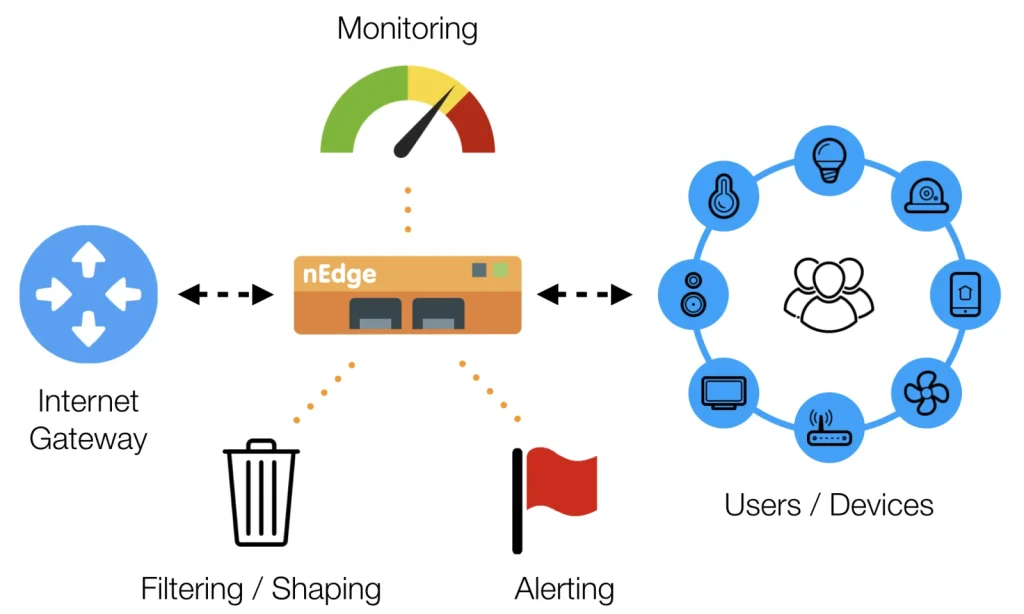 Monitoring
nEdge
Internet
Gateway
Users / Devices
Filtering / Shaping
Alerting